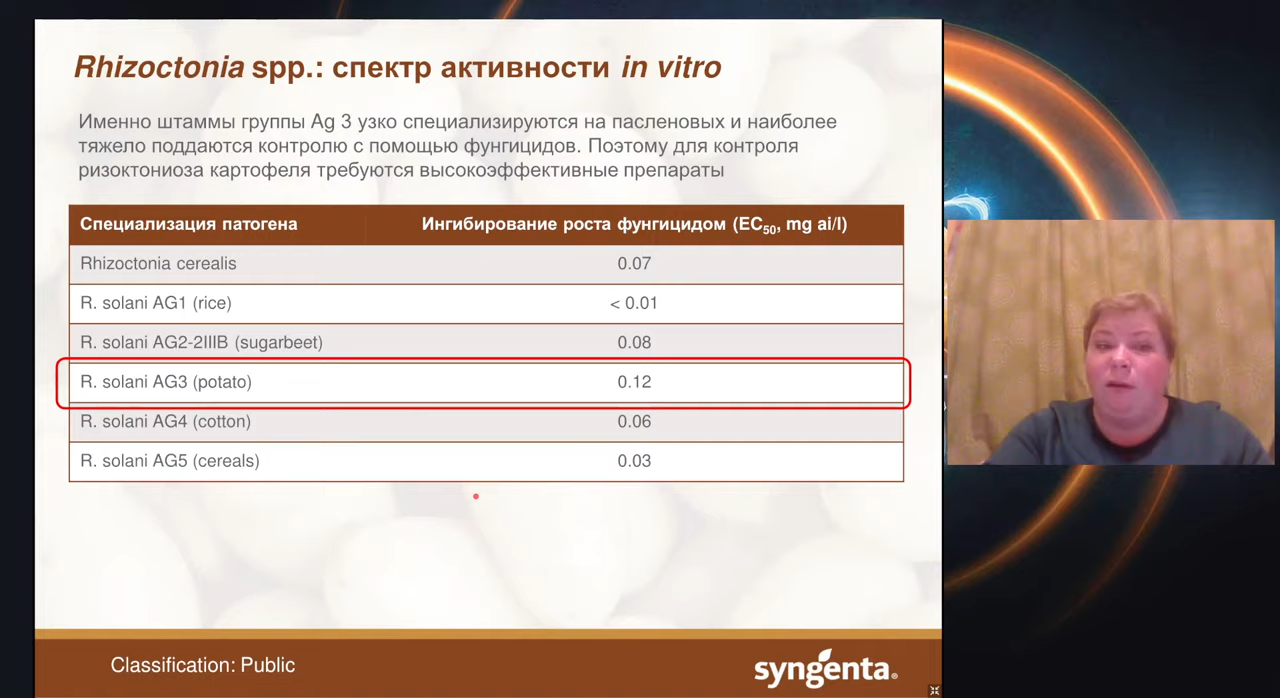 Rhizoctonia spp.: спектр активности in vitro
Именно штаммы группы Ag 3 узко специализируются на пасленовых и наиболее
тяжело поддаются контролю с помощью фунгицидов. Поэтому для контроля
ризоктониоза картофеля требуются высокоэффективные препараты
Специализация патогена Ингибирование роста фунгицидом (EC50, mg ai/l)
Rhizoctonia cerealis 0.07
R. solani AG1 (rice) < 0.01
R. solani AG2-2IIIB (sugarbeet) 0.08
R. solani AG3 (potato) 0.12
R. solani AG4 (cotton) 0.06
R. solani AG5 (cereals) 0.03
Classification: Public
syngenta®